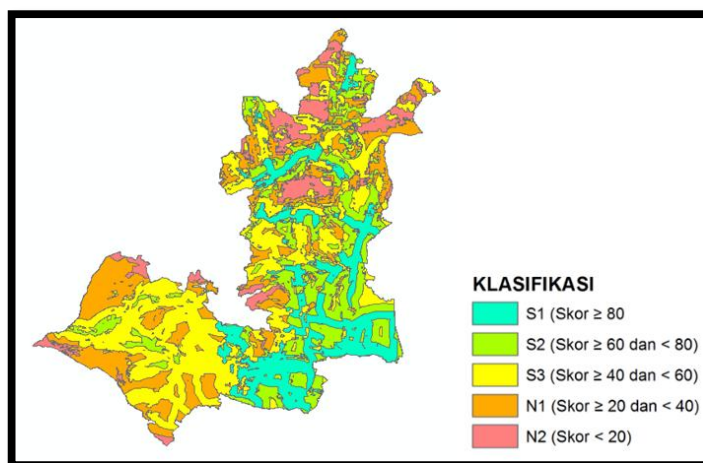 KLASIFIKASI
S1 (Skor ≥ 80
S2 (Skor ≥ 60 dan < 80)
S3 (Skor ≥ 40 dan < 60)
N1 (Skor ≥ 20 dan < 40)
N2 (Skor < 20)